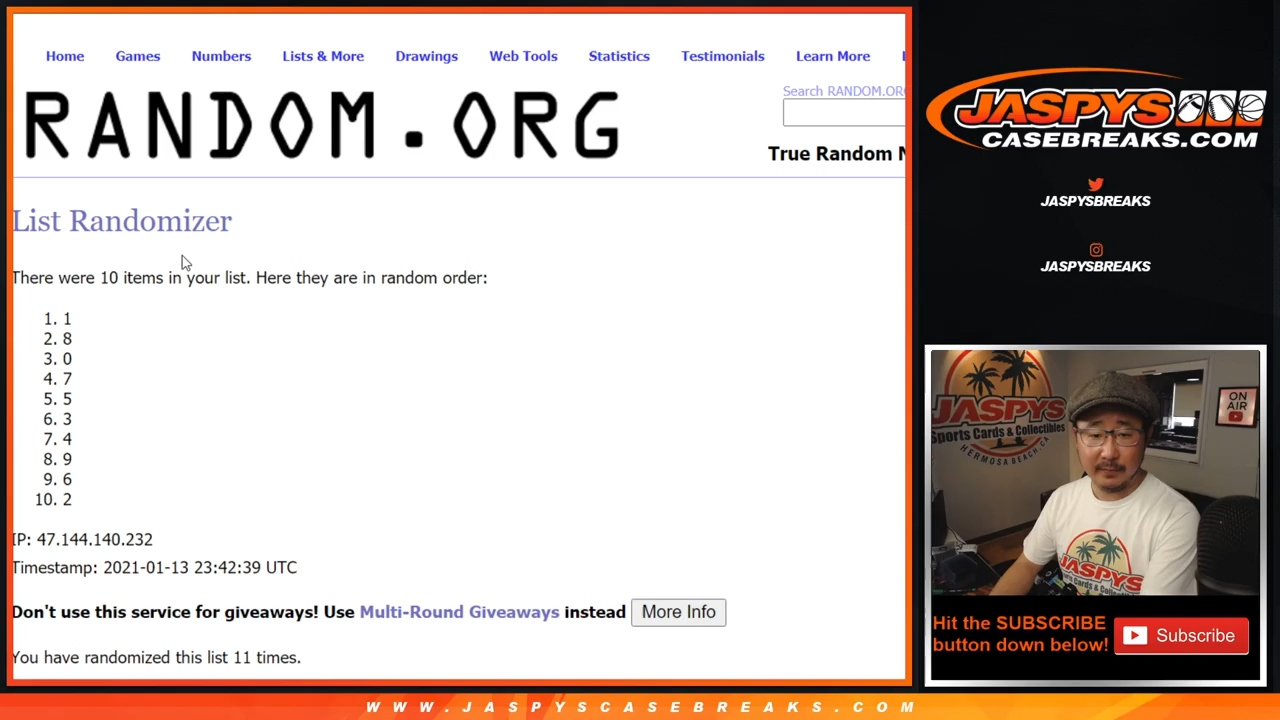 Home Games Numbers Lists & More Drawings Web Tools Statistics Testimonials Learn More
RANDOM.ORG
Search RANDOM.ORG
True Random N
List Randomizer
There were 10 items in your list. Here they are in random order:
1. 1
2. 8
3. 0
4. 7
5. 5
6. 3
7. 4
8. 9
9. 6
10. 2
IP: 47.144.140.232
Timestamp: 2021-01-13 23:42:39 UTC
Don't use this service for giveaways! Use Multi-Round Giveaways instead More Info
You have randomized this list 11 times.
JASPYS
CASEBREAKS.COM
JASPYSBREAKS
JASPYSBREAKS
JASPYS
Sports Cards & Collectibles
HERMOSA BEACH, CA
ON AIR
JASPYS
Hit the SUBSCRIBE
button down below!
Subscribe
WWW.JASPYSCASEBREAKS.COM